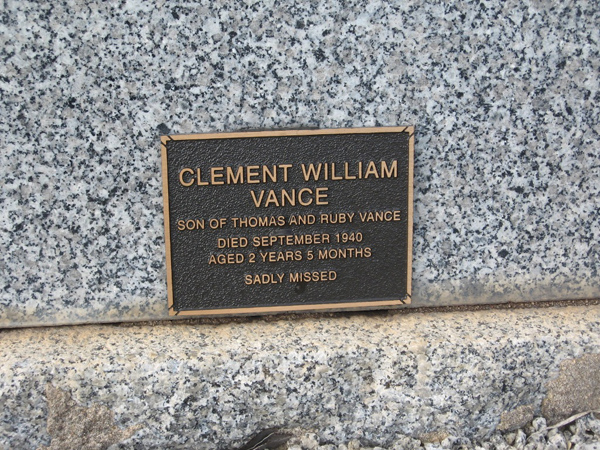 CLEMENT WILLIAM
VANCE
SON OF THOMAS AND RUBY VANCE
DIED SEPTEMBER 1940
AGED 2 YEARS 5 MONTHS
SADLY MISSED